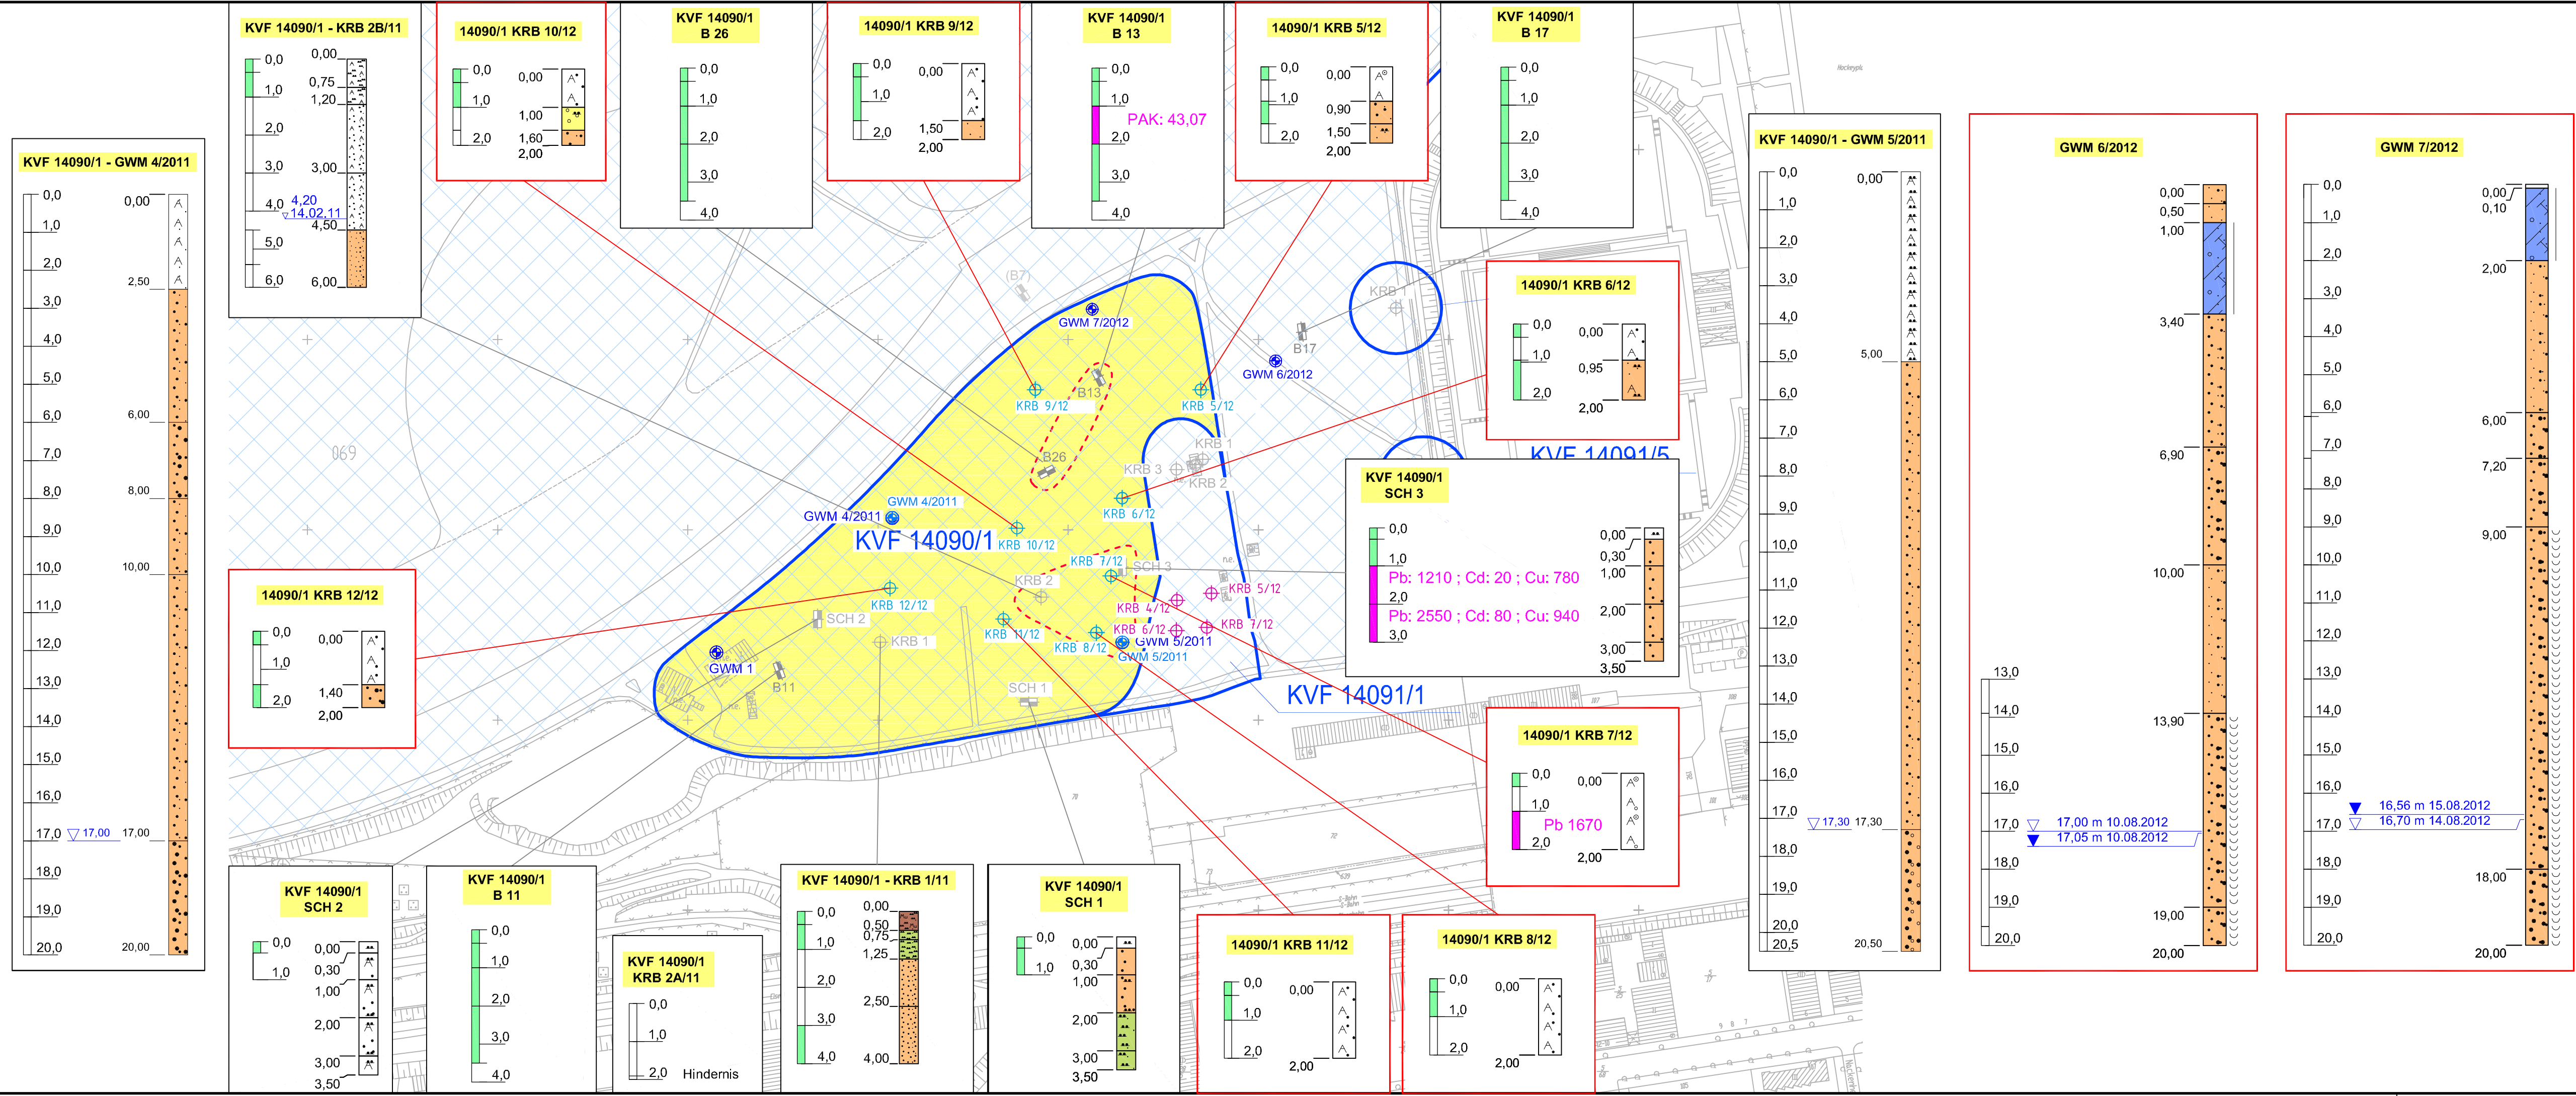 KVF 14090/1 - GWM 4/2011
0,0
1,0
2,0
3,0
4,0
5,0
6,0
7,0
8,0
9,0
10,0
11,0
12,0
13,0
14,0
15,0
16,0
17,0
18,0
19,0
20,0
17,00
0,00
2,50
6,00
8,00
10,00
17,00
20,00
KVF 14090/1 - KRB 2B/11
0,0
1,0
2,0
3,0
4,0
5,0
6,0
4,20
14.02.11
0,00
0,75
1,20
3,00
4,50
6,00
14090/1 KRB 10/12
0,0
1,0
2,0
0,00
1,00
1,60
2,00
KVF 14090/1
B 26
0,0
1,0
2,0
3,0
4,0
14090/1 KRB 9/12
0,0
1,0
2,0
0,00
1,50
2,00
KVF 14090/1
B 13
0,0
1,0
2,0
3,0
4,0
PAK: 43,07
14090/1 KRB 5/12
0,0
1,0
2,0
0,00
0,90
1,50
2,00
KVF 14090/1
B 17
0,0
1,0
2,0
3,0
4,0
14090/1 KRB 6/12
0,0
1,0
2,0
0,00
0,95
2,00
KVF 14090/1
SCH 3
0,0
1,0
2,0
3,0
Pb: 1210 ; Cd: 20 ; Cu: 780
Pb: 2550 ; Cd: 80 ; Cu: 940
0,00
0,30
1,00
2,00
3,00
3,50
14090/1 KRB 7/12
0,0
1,0
2,0
Pb 1670
0,00
2,00
KVF 14090/1 - GWM 5/2011
0,0
1,0
2,0
3,0
4,0
5,0
6,0
7,0
8,0
9,0
10,0
11,0
12,0
13,0
14,0
15,0
16,0
17,0
18,0
19,0
20,0
20,5
17,30
0,00
5,00
17,30
20,50
GWM 6/2012
13,0
14,0
15,0
16,0
17,0
18,0
19,0
20,0
17,00 m 10.08.2012
17,05 m 10.08.2012
0,00
0,50
1,00
3,40
6,90
10,00
13,90
19,00
20,00
GWM 7/2012
0,0
1,0
2,0
3,0
4,0
5,0
6,0
7,0
8,0
9,0
10,0
11,0
12,0
13,0
14,0
15,0
16,0
17,0
18,0
19,0
20,0
16,56 m 15.08.2012
16,70 m 14.08.2012
0,00
0,10
2,00
6,00
7,20
9,00
18,00
20,00
14090/1 KRB 12/12
0,0
1,0
2,0
0,00
1,40
2,00
KVF 14090/1
SCH 2
0,0
1,0
0,00
0,30
1,00
2,00
3,00
3,50
KVF 14090/1
B 11
0,0
1,0
2,0
3,0
4,0
KVF 14090/1
KRB 2A/11
0,0
1,0
2,0
Hindernis
KVF 14090/1 - KRB 1/11
0,0
1,0
2,0
3,0
4,0
0,00
0,50
0,75
1,25
2,50
4,00
KVF 14090/1
SCH 1
0,0
1,0
0,00
0,30
1,00
2,00
3,00
3,50
14090/1 KRB 11/12
0,0
1,0
2,0
0,00
2,00
14090/1 KRB 8/12
0,0
1,0
2,0
0,00
2,00
069
(B7)
GWM 7/2012
KRB 1
B17
GWM 6/2012
KRB 9/12
B13
KRB 5/12
KVF 14091/5
B26
KRB 1
KRB 3
KRB 2
n.e.
KRB 6/12
GWM 4/2011
GWM 4/2011
KVF 14090/1
KRB 10/12
KRB 7/12
SCH 3
n.e.
KRB 2
KRB 12/12
KRB 4/12
KRB 5/12
SCH 2
KRB 1
KRB 11/12
KRB 8/12
KRB 6/12
KRB 7/12
GWM 5/2011
GWM 5/2011
GWM 1
B11
n.e.
SCH 1
KVF 14091/1
Hockeypl.
S-Bahn
S-Bahn